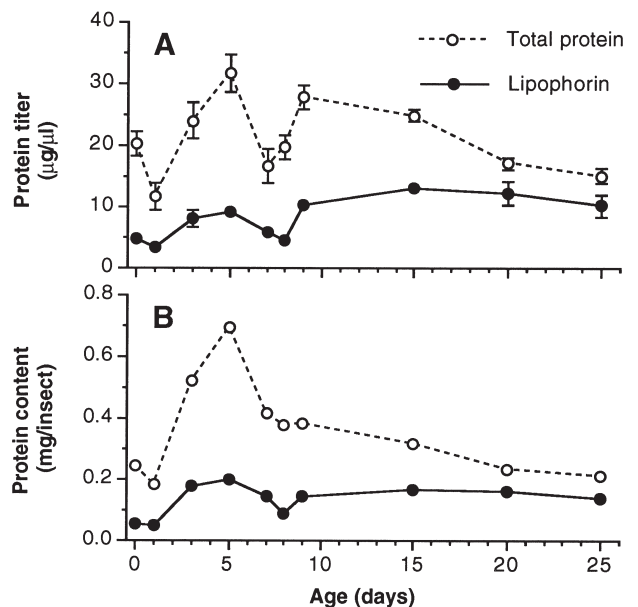 A
Total protein
Lipophorin
Protein titer
(μg/μl)
40
30
20
10
0
B
Protein content
(mg/insect)
0.8
0.6
0.4
0.2
0.0
0 5 10 15 20 25
Age (days)